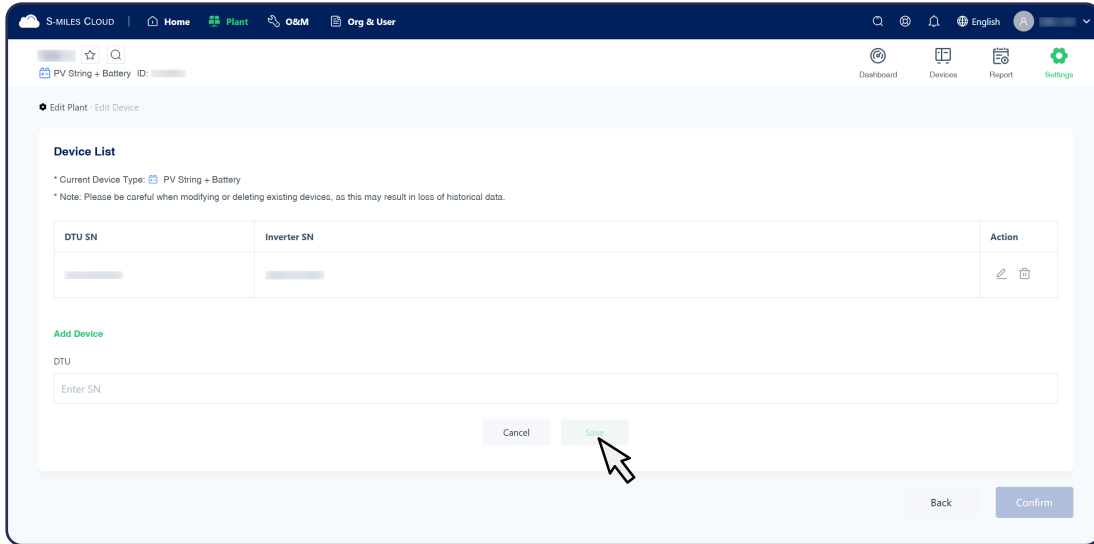 S-MILES CLOUD | Home Plant O&M Org & User English
PV String + Battery ID:
Dashboard Devices Report Settings
Edit Plant - Edit Device
Device List
* Current Device Type: PV String + Battery
* Note: Please be careful when modifying or deleting existing devices, as this may result in loss of historical data.
DTU SN Inverter SN Action
Add Device
DTU
Enter SN
Cancel Save
Back Confirm